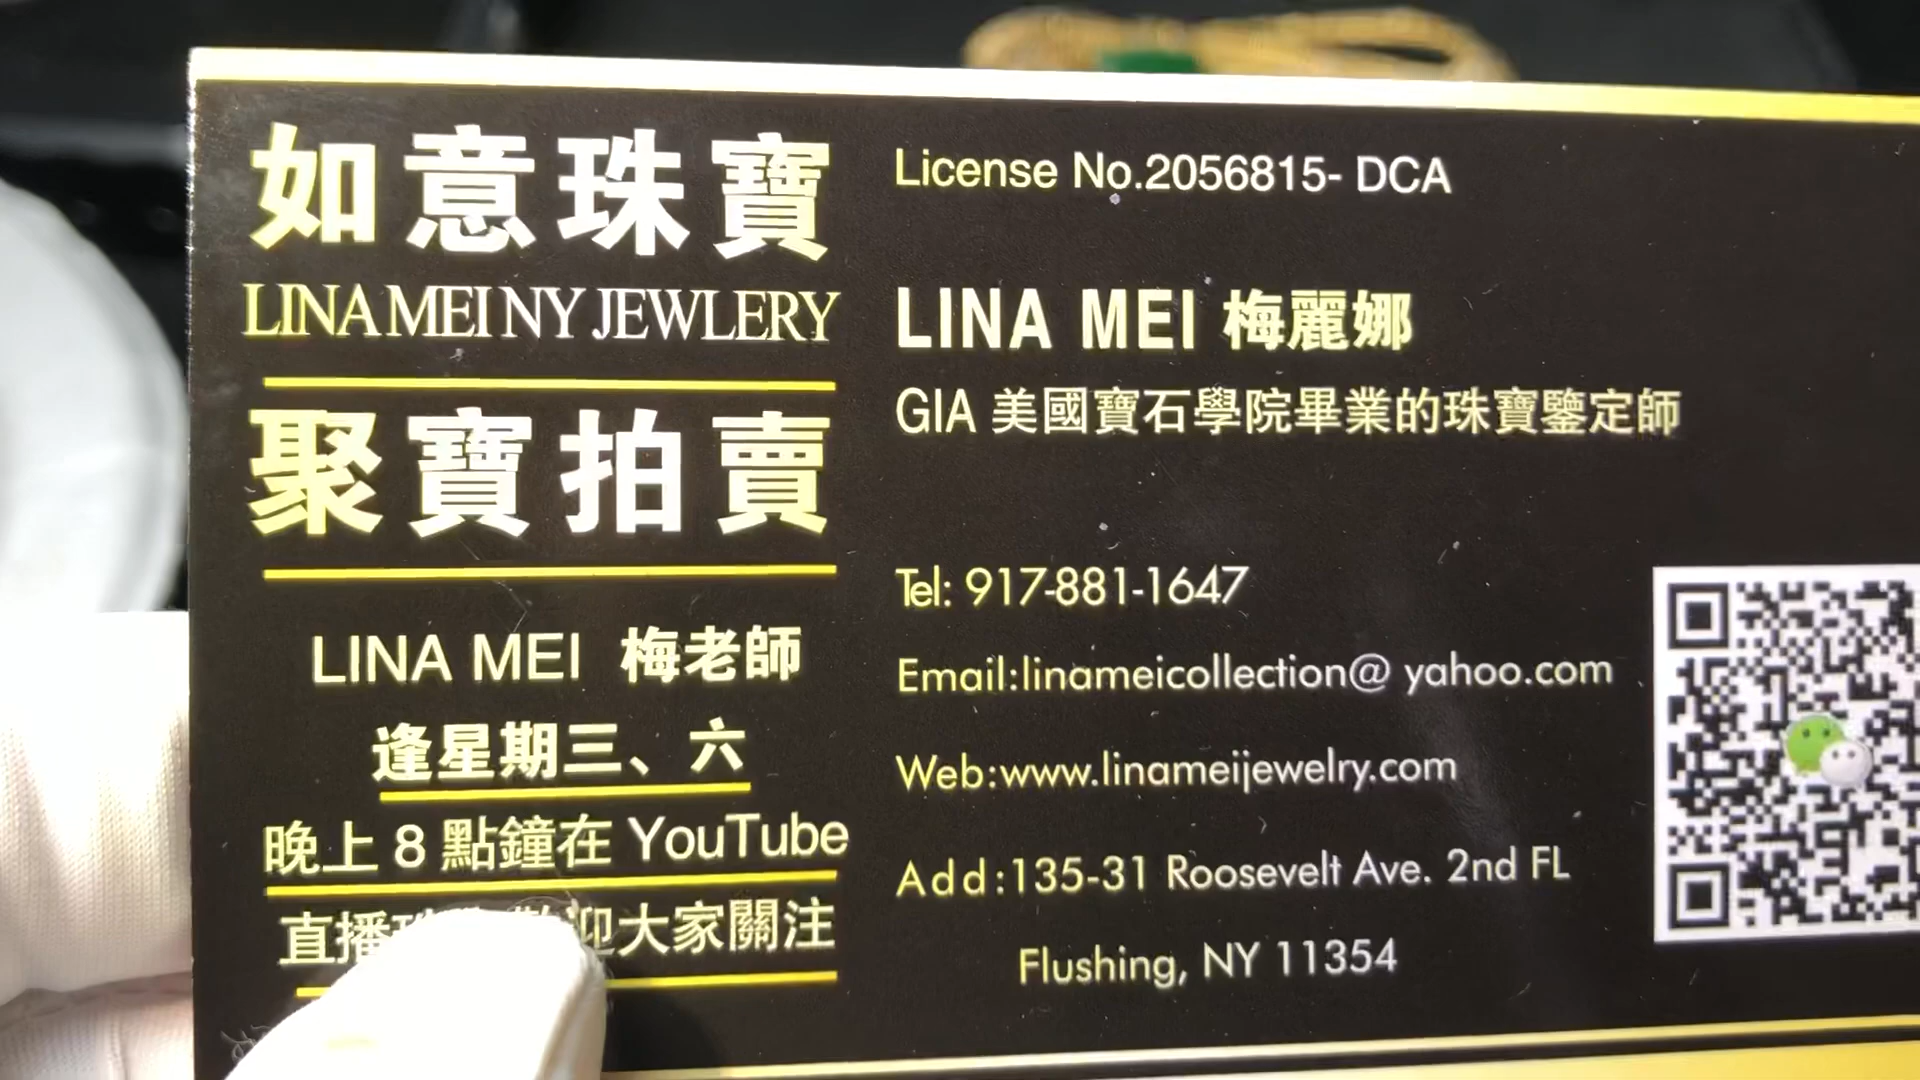 如意珠寶
LINA MEI NY JEWLERY
聚寶拍賣
LINA MEI 梅老師
逢星期三、六
晚上 8 點鐘在 YouTube
直播 迎大家關注
License No.2056815- DCA
LINA MEI 梅麗娜
GIA 美國寶石學院畢業的珠寶鑒定師
Tel: 917-881-1647
Email:linameicollection@ yahoo.com
Web:www.linameijewelry.com
Add:135-31 Roosevelt Ave. 2nd FL
Flushing, NY 11354